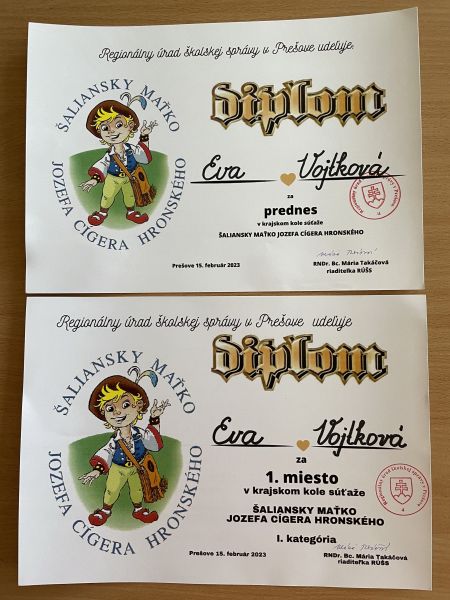 Regionálny úrad školskej správy v Prešove udeľuje:
ŠALIANSKY MAŤKO
JOZEFA CÍGERA HRONSKÉHO
diplom
Eva Vojtková
za
prednes
v krajskom kole súťaže
ŠALIANSKY MAŤKO JOZEFA CÍGERA HRONSKÉHO
Prešove 15. február 2023
RNDr. Bc. Mária Takáčová
riaditeľka RÚŠS
Regionálny úrad školskej správy v Prešove udeľuje
ŠALIANSKY MAŤKO
JOZEFA CÍGERA HRONSKÉHO
diplom
Eva Vojtková
za
1. miesto
v krajskom kole súťaže
ŠALIANSKY MAŤKO
JOZEFA CÍGERA HRONSKÉHO
I. kategória
Prešove 15. február 2023
RNDr. Bc. Mária Takáčová
riaditeľka RÚŠS